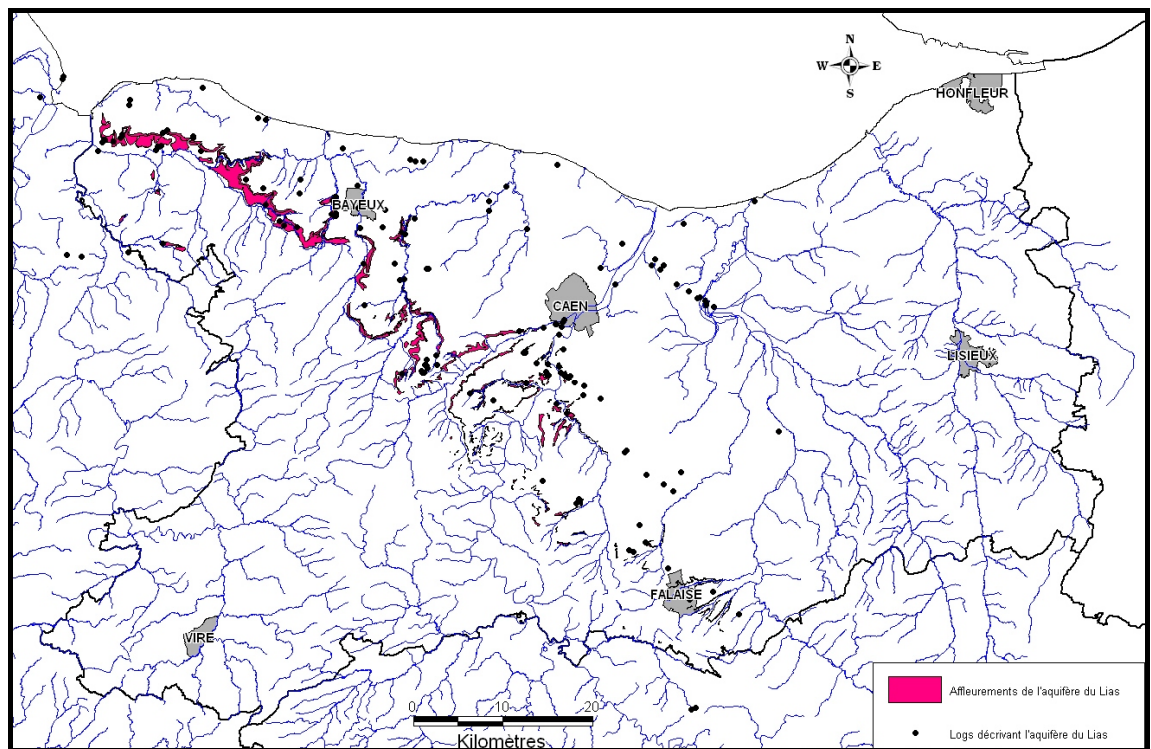 N
W E
S
HONFLEUR
BAYEUX
CAEN
LISIEUX
FALAISE
VIRE
0 10 20
Kilomètres
Affleurements de l'aquifère du Lias
Logs décrivant l'aquifère du Lias